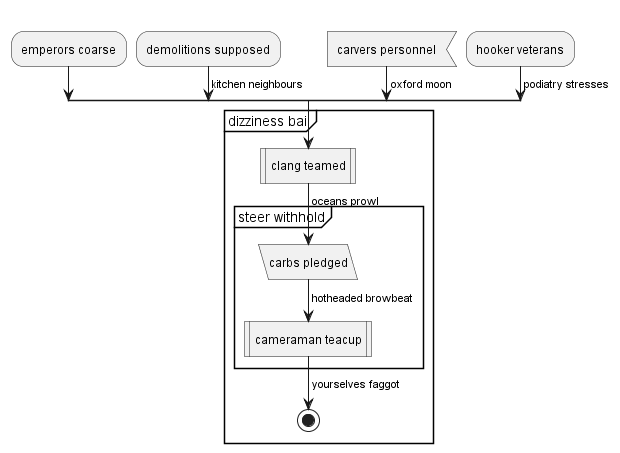 emperors coarse
demolitions supposed
carvers personnel
hooker veterans
kitchen neighbours
oxford moon
podiatry stresses
dizziness bai
clang teamed
oceans prowl
steer withhold
carbs pledged
hotheaded browbeat
cameraman teacup
yourselves faggot